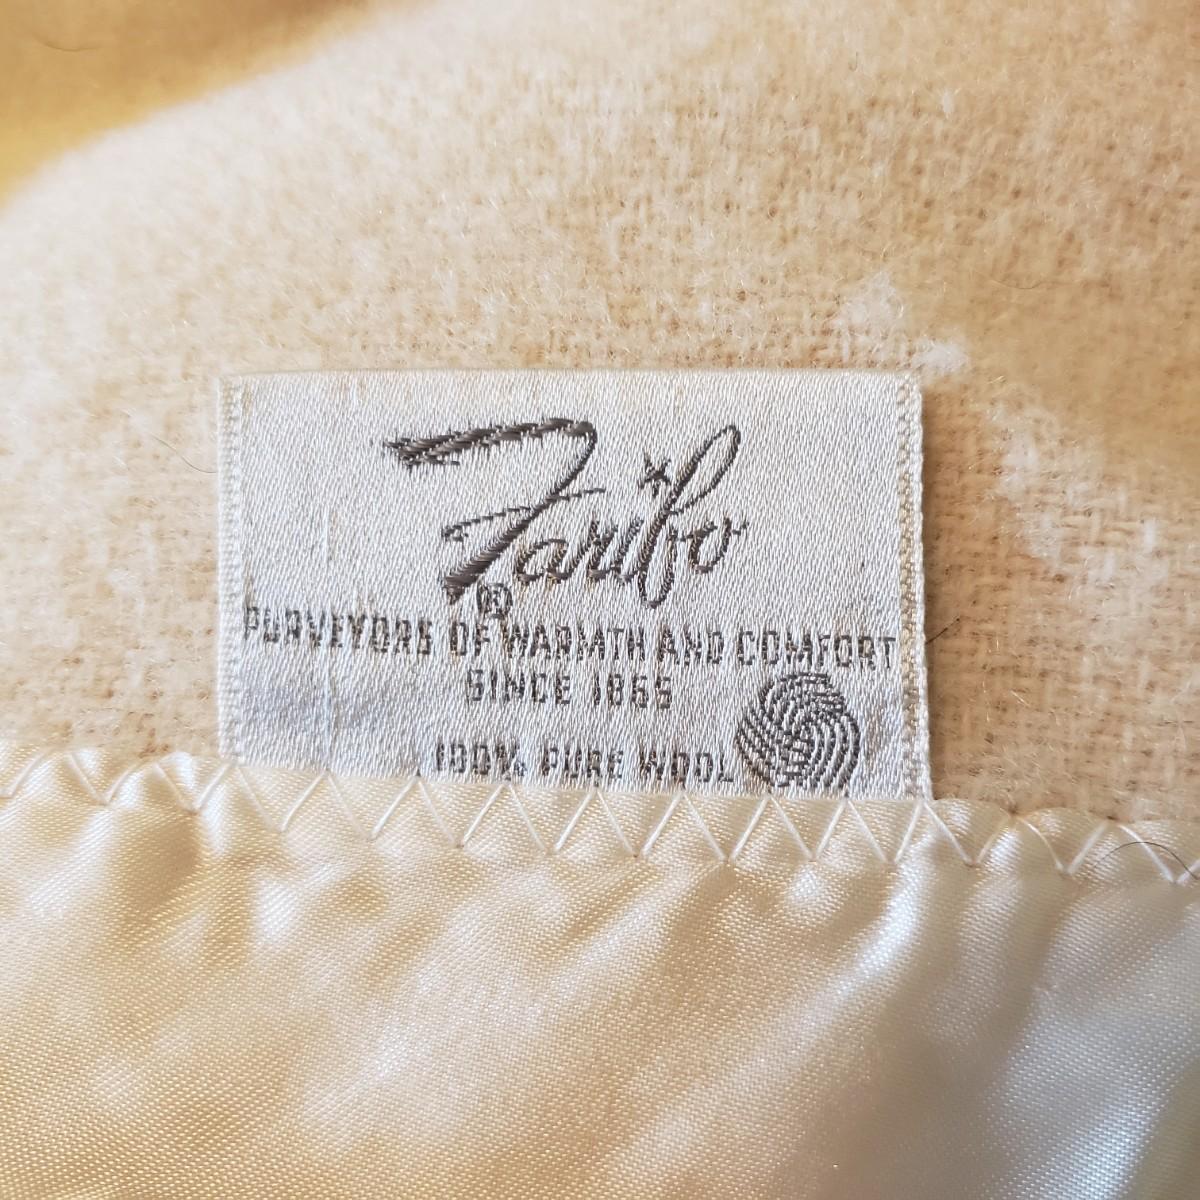 Faribo
®
PURVEYORS OF WARMTH AND COMFORT
SINCE 1865
100% PURE WOOL